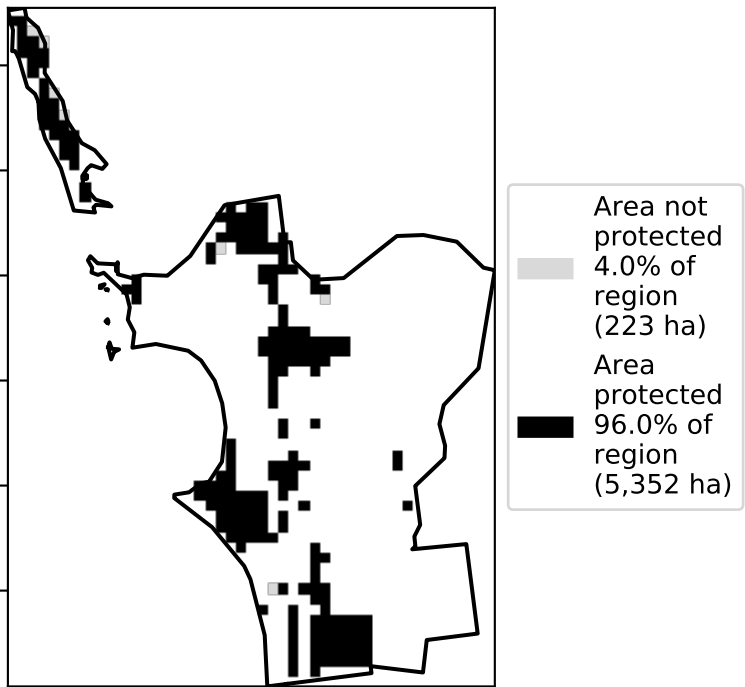 Area not
protected
4.0% of
region
(223 ha)
Area
protected
96.0% of
region
(5,352 ha)